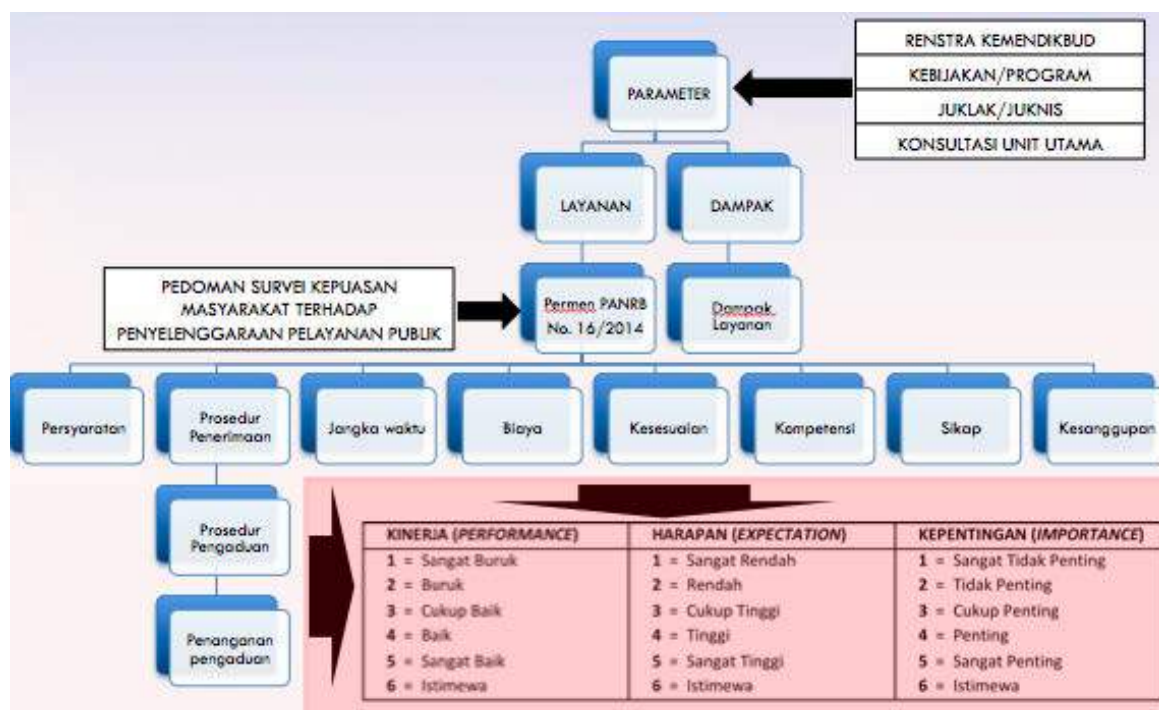 RENSTRA KEMENDIKBUD
KEBIJAKAN/PROGRAM
JUKLAK/JUKNIS
KONSULTASI UNIT UTAMA
PARAMETER
LAYANAN
DAMPAK
PEDOMAN SURVEI KEPUASAN
MASYARAKAT TERHADAP
PENYELENGGARAAN PELAYANAN PUBLIK
Permen PANRB
No. 16/2014
Dampak
Layanan
Persyaratan
Prosedur
Penerimaan
Jangka waktu
Biaya
Kesesuaian
Kompetensi
Sikap
Kesanggupan
Prosedur
Pengaduan
Penanganan
pengaduan
KINERJA (PERFORMANCE)
1 = Sangat Buruk
2 = Buruk
3 = Cukup Baik
4 = Baik
5 = Sangat Baik
6 = Istimewa
HARAPAN (EXPECTATION)
1 = Sangat Rendah
2 = Rendah
3 = Cukup Tinggi
4 = Tinggi
5 = Sangat Tinggi
6 = Istimewa
KEPENTINGAN (IMPORTANCE)
1 = Sangat Tidak Penting
2 = Tidak Penting
3 = Cukup Penting
4 = Penting
5 = Sangat Penting
6 = Istimewa